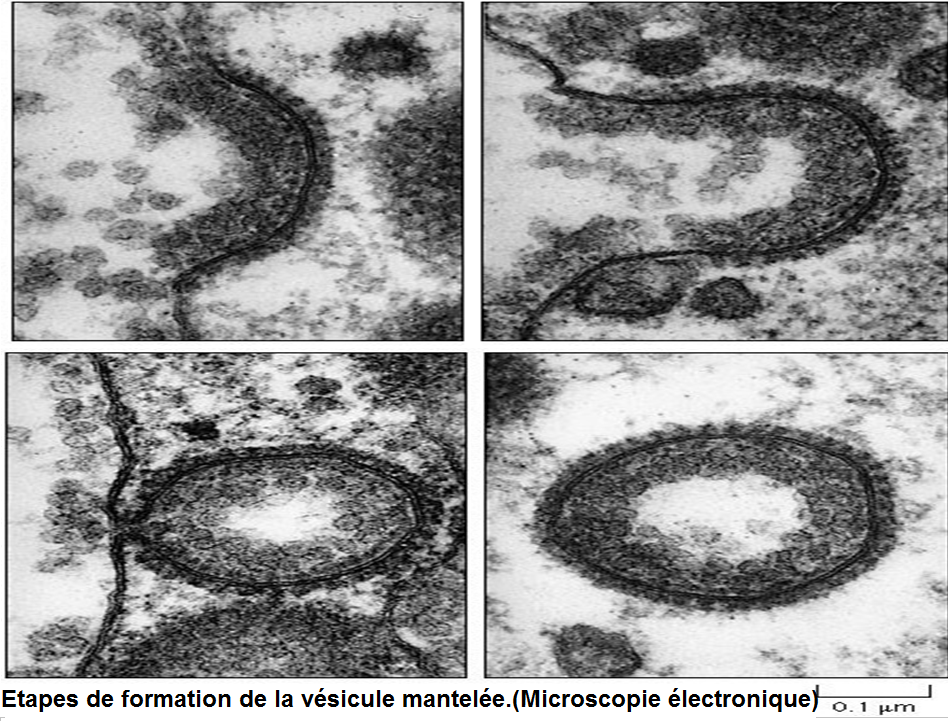 Etapes de formation de la vésicule mantelée.(Microscopie électronique)
0.1 µm